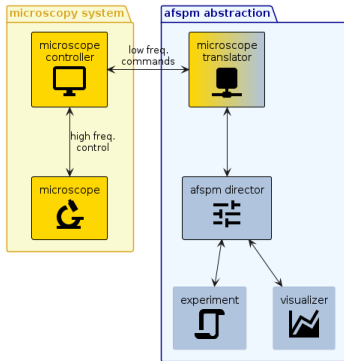 microscopy system
afspm abstraction
microscope
controller
low freq.
commands
microscope
translator
high freq.
control
microscope
afspm director
experiment
visualizer